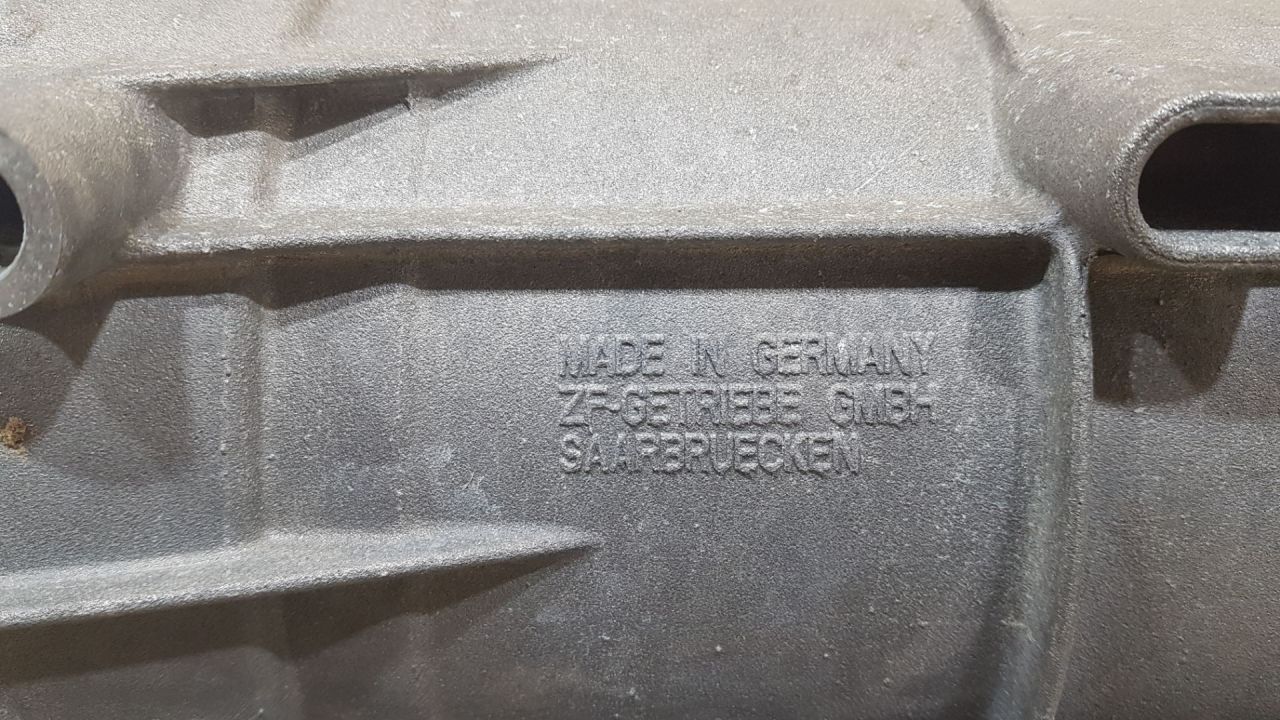 MADE IN GERMANY
ZF-GETRIEBE GMBH
SAARBRUECKEN